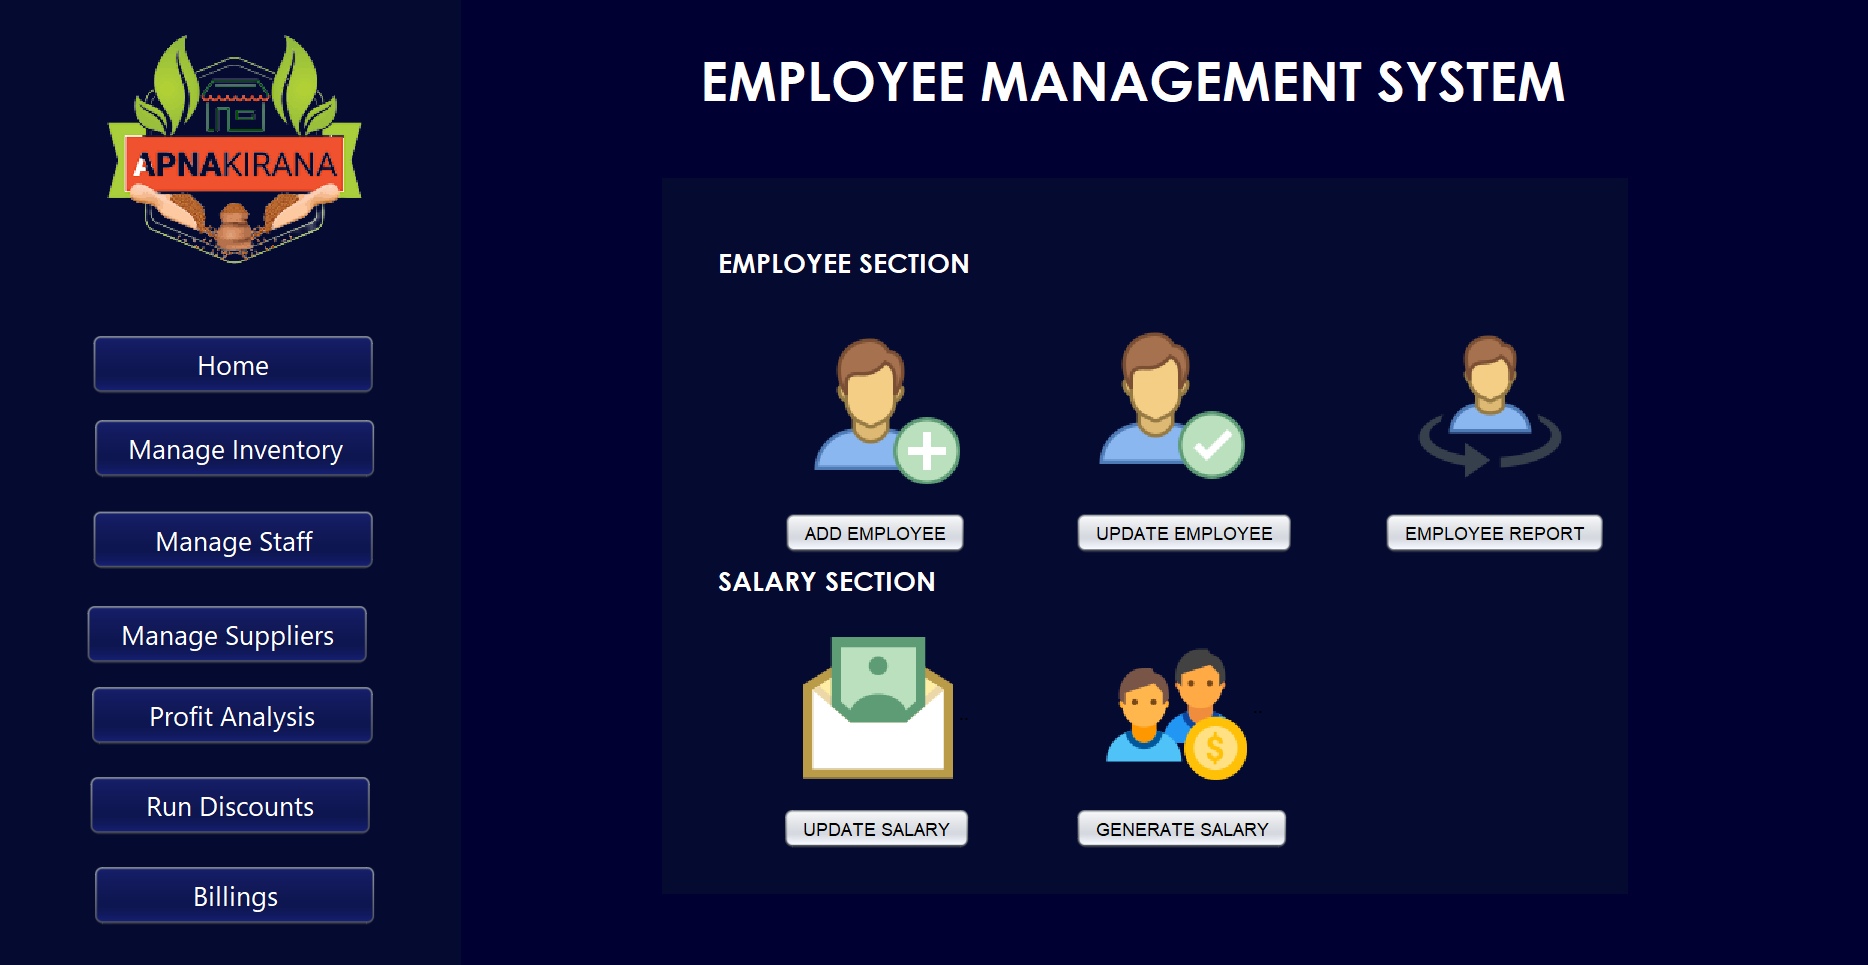 APNAKIRANA
Home
Manage Inventory
Manage Staff
Manage Suppliers
Profit Analysis
Run Discounts
Billings
EMPLOYEE MANAGEMENT SYSTEM
EMPLOYEE SECTION
ADD EMPLOYEE
UPDATE EMPLOYEE
EMPLOYEE REPORT
SALARY SECTION
$
UPDATE SALARY
GENERATE SALARY